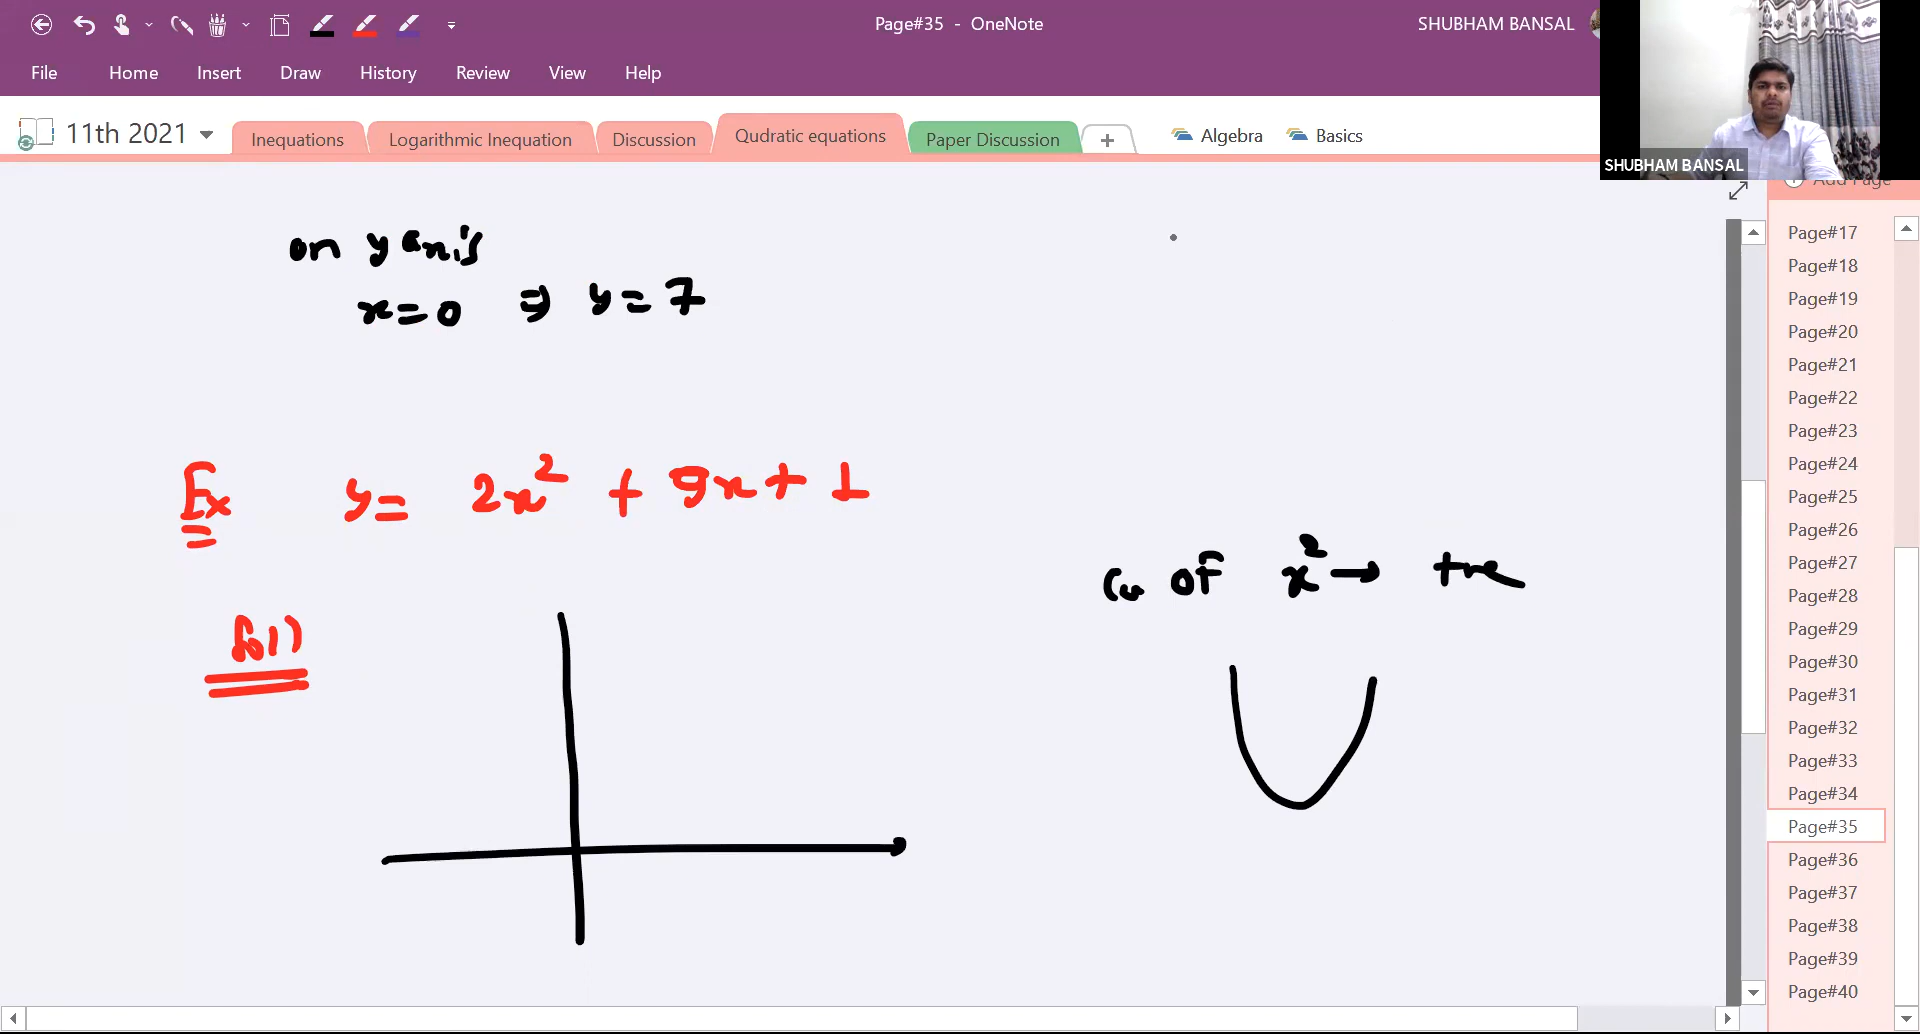 Page#35 - OneNote
SHUBHAM BANSAL
File Home Insert Draw History Review View Help
11th 2021
Inequations Logarithmic Inequation Discussion Qudratic equations Paper Discussion + Algebra Basics
SHUBHAM BANSAL
Add Page
on y axis
x=0 ⇒ y=7
Ex y= 2x² + 9x+ 1
Sol)
of x² → +ve
Page#17
Page#18
Page#19
Page#20
Page#21
Page#22
Page#23
Page#24
Page#25
Page#26
Page#27
Page#28
Page#29
Page#30
Page#31
Page#32
Page#33
Page#34
Page#35
Page#36
Page#37
Page#38
Page#39
Page#40